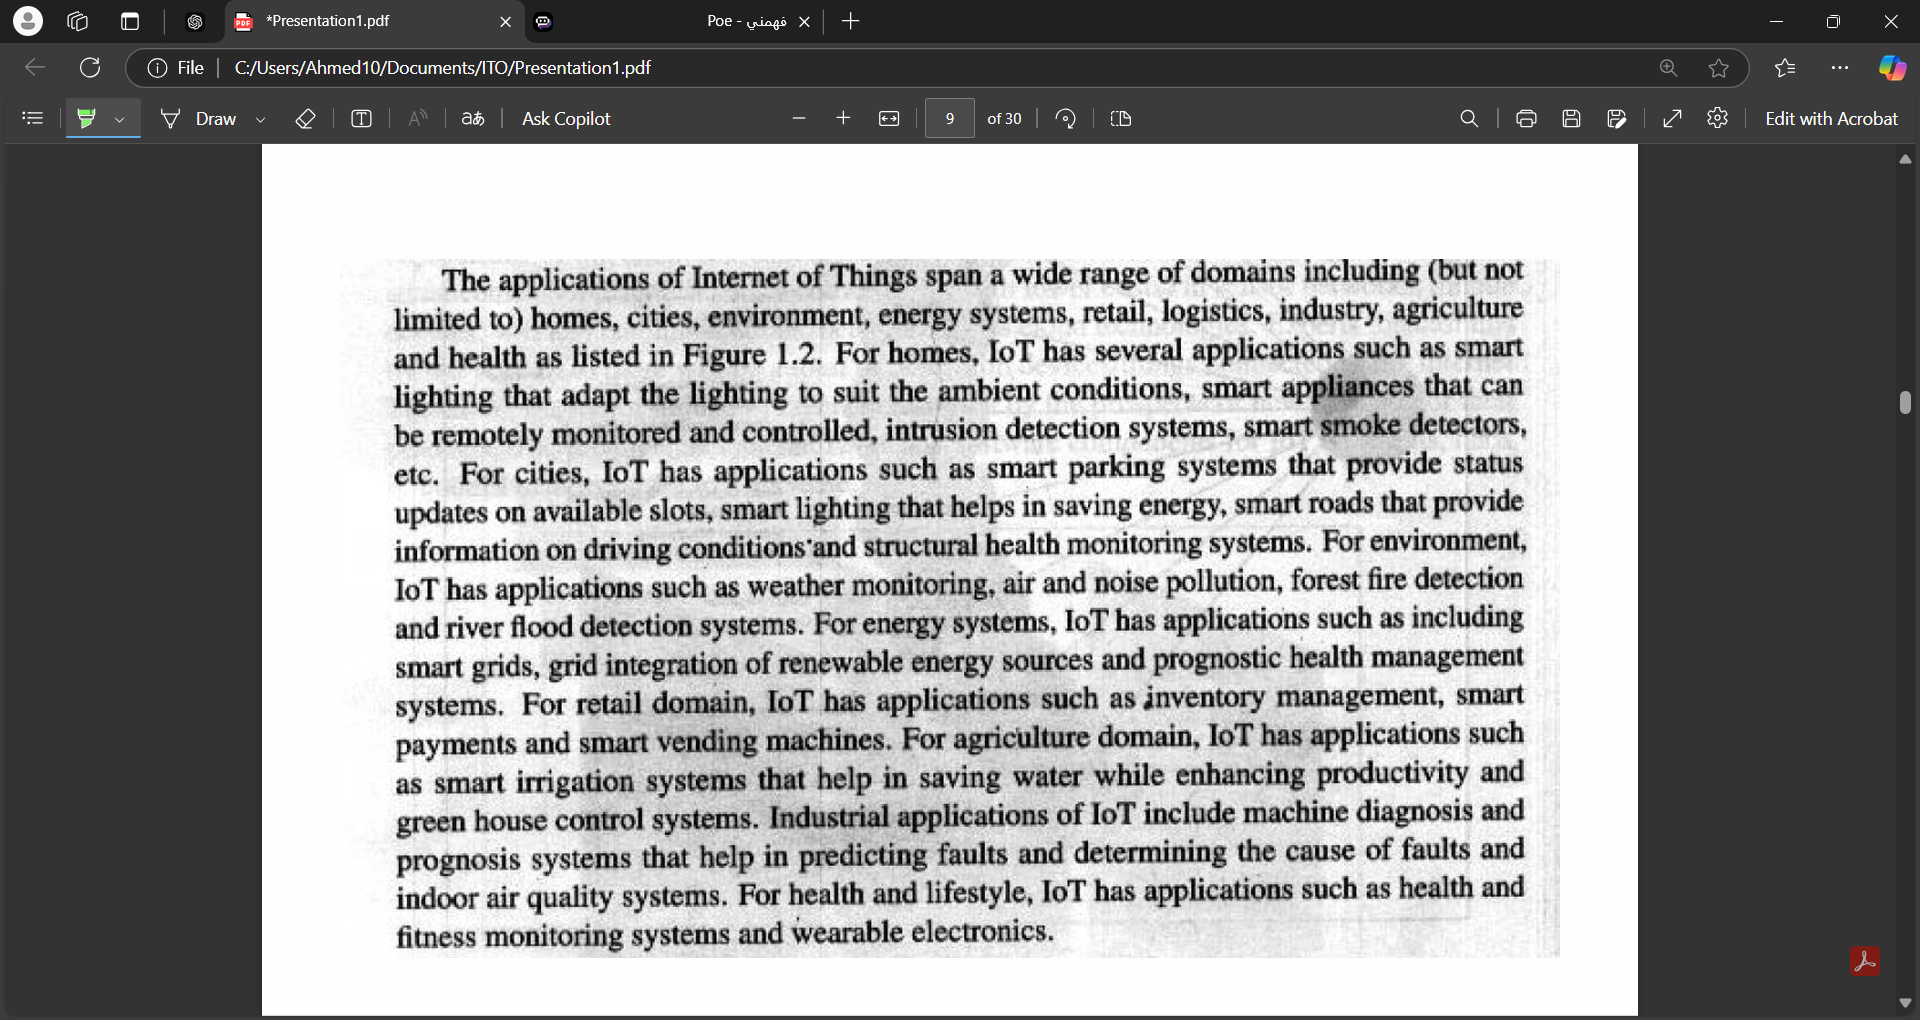 *Presentation1.pdf
Poe - فهمني
File
C:/Users/Ahmed10/Documents/ITO/Presentation1.pdf
Draw
aあ
Ask Copilot
9 of 30
Edit with Acrobat
The applications of Internet of Things span a wide range of domains including (but not
limited to) homes, cities, environment, energy systems, retail, logistics, industry, agriculture
and health as listed in Figure 1.2. For homes, IoT has several applications such as smart
lighting that adapt the lighting to suit the ambient conditions, smart appliances that can
be remotely monitored and controlled, intrusion detection systems, smart smoke detectors,
etc. For cities, IoT has applications such as smart parking systems that provide status
updates on available slots, smart lighting that helps in saving energy, smart roads that provide
information on driving conditions and structural health monitoring systems. For environment,
IoT has applications such as weather monitoring, air and noise pollution, forest fire detection
and river flood detection systems. For energy systems, IoT has applications such as including
smart grids, grid integration of renewable energy sources and prognostic health management
systems. For retail domain, IoT has applications such as inventory management, smart
payments and smart vending machines. For agriculture domain, IoT has applications such
as smart irrigation systems that help in saving water while enhancing productivity and
green house control systems. Industrial applications of IoT include machine diagnosis and
prognosis systems that help in predicting faults and determining the cause of faults and
indoor air quality systems. For health and lifestyle, IoT has applications such as health and
fitness monitoring systems and wearable electronics.